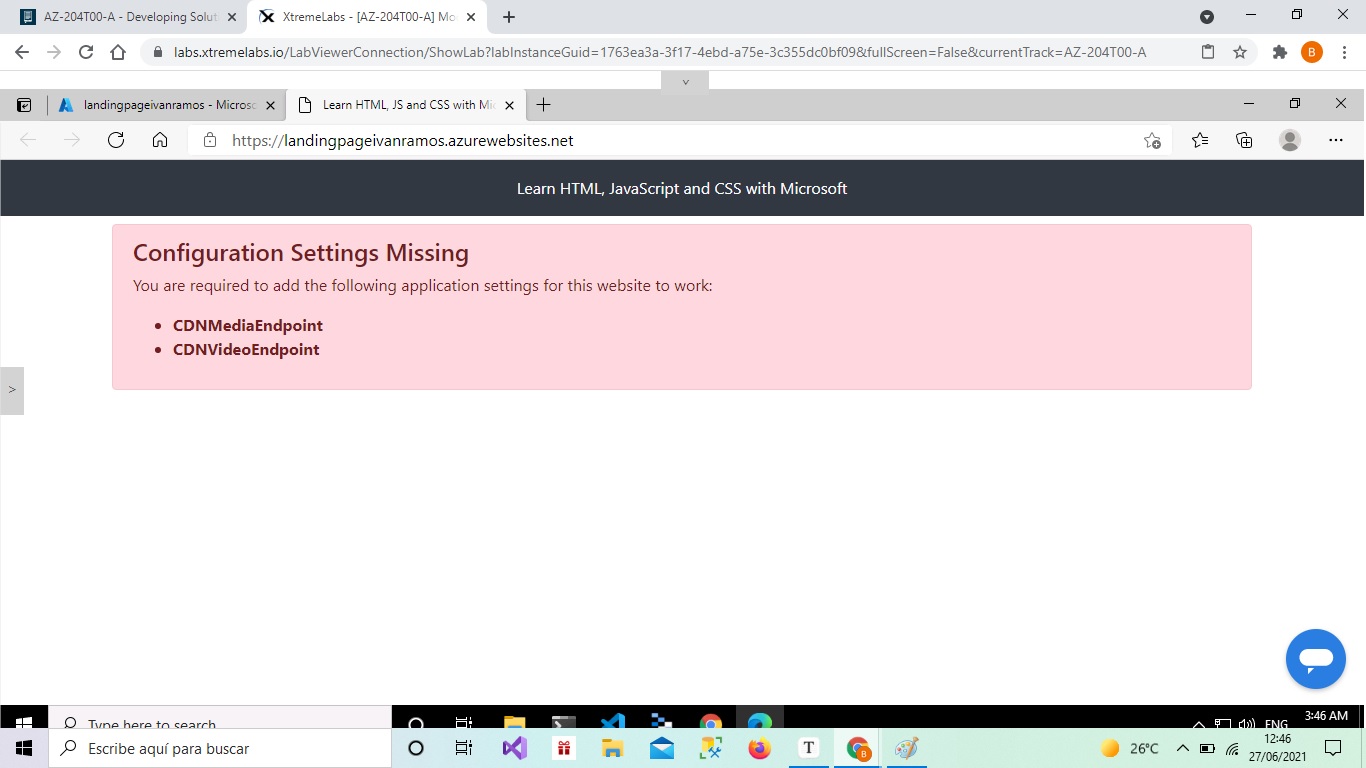 AZ-204T00-A - Developing Solut
XtremeLabs - [AZ-204T00-A] Mo
labs.xtremelabs.io/LabViewerConnection/ShowLab?labInstanceGuid=1763ea3a-3f17-4ebd-a75e-3c355dc0bf09&fullScreen=False&currentTrack=AZ-204T00-A
B
landingpageivanramos - Microso
Learn HTML, JS and CSS with Mic
https://landingpageivanramos.azurewebsites.net
Learn HTML, JavaScript and CSS with Microsoft
Configuration Settings Missing
You are required to add the following application settings for this website to work:
• CDNMediaEndpoint
• CDNVideoEndpoint
>
Type here to search
ENG
3:46 AM
Escribe aquí para buscar
T
B
26°C
12:46
27/06/2021